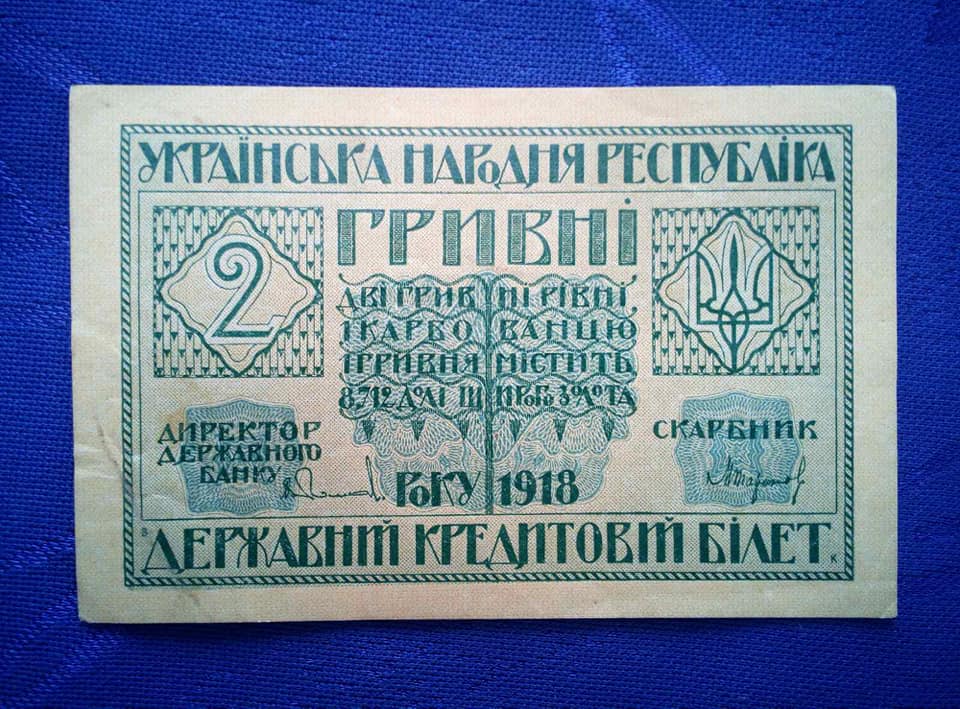 УКРАЇНСЬКА НАРОДНЯ РЕСПУБЛІКА
2
ГРИВНІ
ДВІ ГРИВНІ РІВНІ
1 КАРБОВАНЦЮ
1 ГРИВНЯ МІСТИТЬ
8,712 ДОЛІ ЩИРОГО ЗОЛОТА
ДИРЕКТОР
ДЕРЖАВНОГО
БАНКУ
СКАРБНИК
РОКУ 1918
В
ДЕРЖАВНИЙ КРЕДИТОВИЙ БІЛЕТ
К